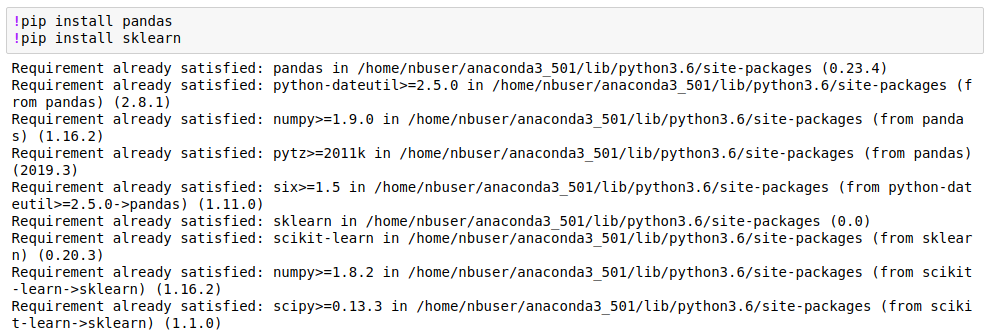 !pip install pandas
!pip install sklearn
Requirement already satisfied: pandas in /home/nbuser/anaconda3_501/lib/python3.6/site-packages (0.23.4)
Requirement already satisfied: python-dateutil>=2.5.0 in /home/nbuser/anaconda3_501/lib/python3.6/site-packages (f
rom pandas) (2.8.1)
Requirement already satisfied: numpy>=1.9.0 in /home/nbuser/anaconda3_501/lib/python3.6/site-packages (from panda
s) (1.16.2)
Requirement already satisfied: pytz>=2011k in /home/nbuser/anaconda3_501/lib/python3.6/site-packages (from pandas)
(2019.3)
Requirement already satisfied: six>=1.5 in /home/nbuser/anaconda3_501/lib/python3.6/site-packages (from python-dat
eutil>=2.5.0->pandas) (1.11.0)
Requirement already satisfied: sklearn in /home/nbuser/anaconda3_501/lib/python3.6/site-packages (0.0)
Requirement already satisfied: scikit-learn in /home/nbuser/anaconda3_501/lib/python3.6/site-packages (from sklear
n) (0.20.3)
Requirement already satisfied: numpy>=1.8.2 in /home/nbuser/anaconda3_501/lib/python3.6/site-packages (from scikit
-learn->sklearn) (1.16.2)
Requirement already satisfied: scipy>=0.13.3 in /home/nbuser/anaconda3_501/lib/python3.6/site-packages (from sciki
t-learn->sklearn) (1.1.0)